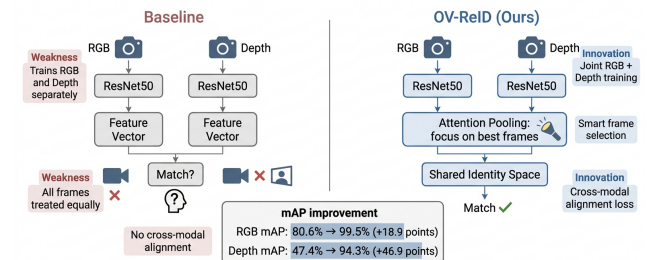 Baseline
RGB
Depth
Weakness
Trains RGB
and Depth
separately
ResNet50
ResNet50
Feature
Vector
Feature
Vector
Weakness
All frames
treated equally
Match?
No cross-modal
alignment
OV-ReID (Ours)
RGB
Depth
Innovation
Joint RGB +
Depth training
ResNet50
ResNet50
Attention Pooling:
focus on best frames
Smart frame
selection
Shared Identity Space
Innovation
Cross-modal
alignment loss
Match
mAP improvement
RGB mAP: 80.6% → 99.5% (+18.9 points)
Depth mAP: 47.4% → 94.3% (+46.9 points)